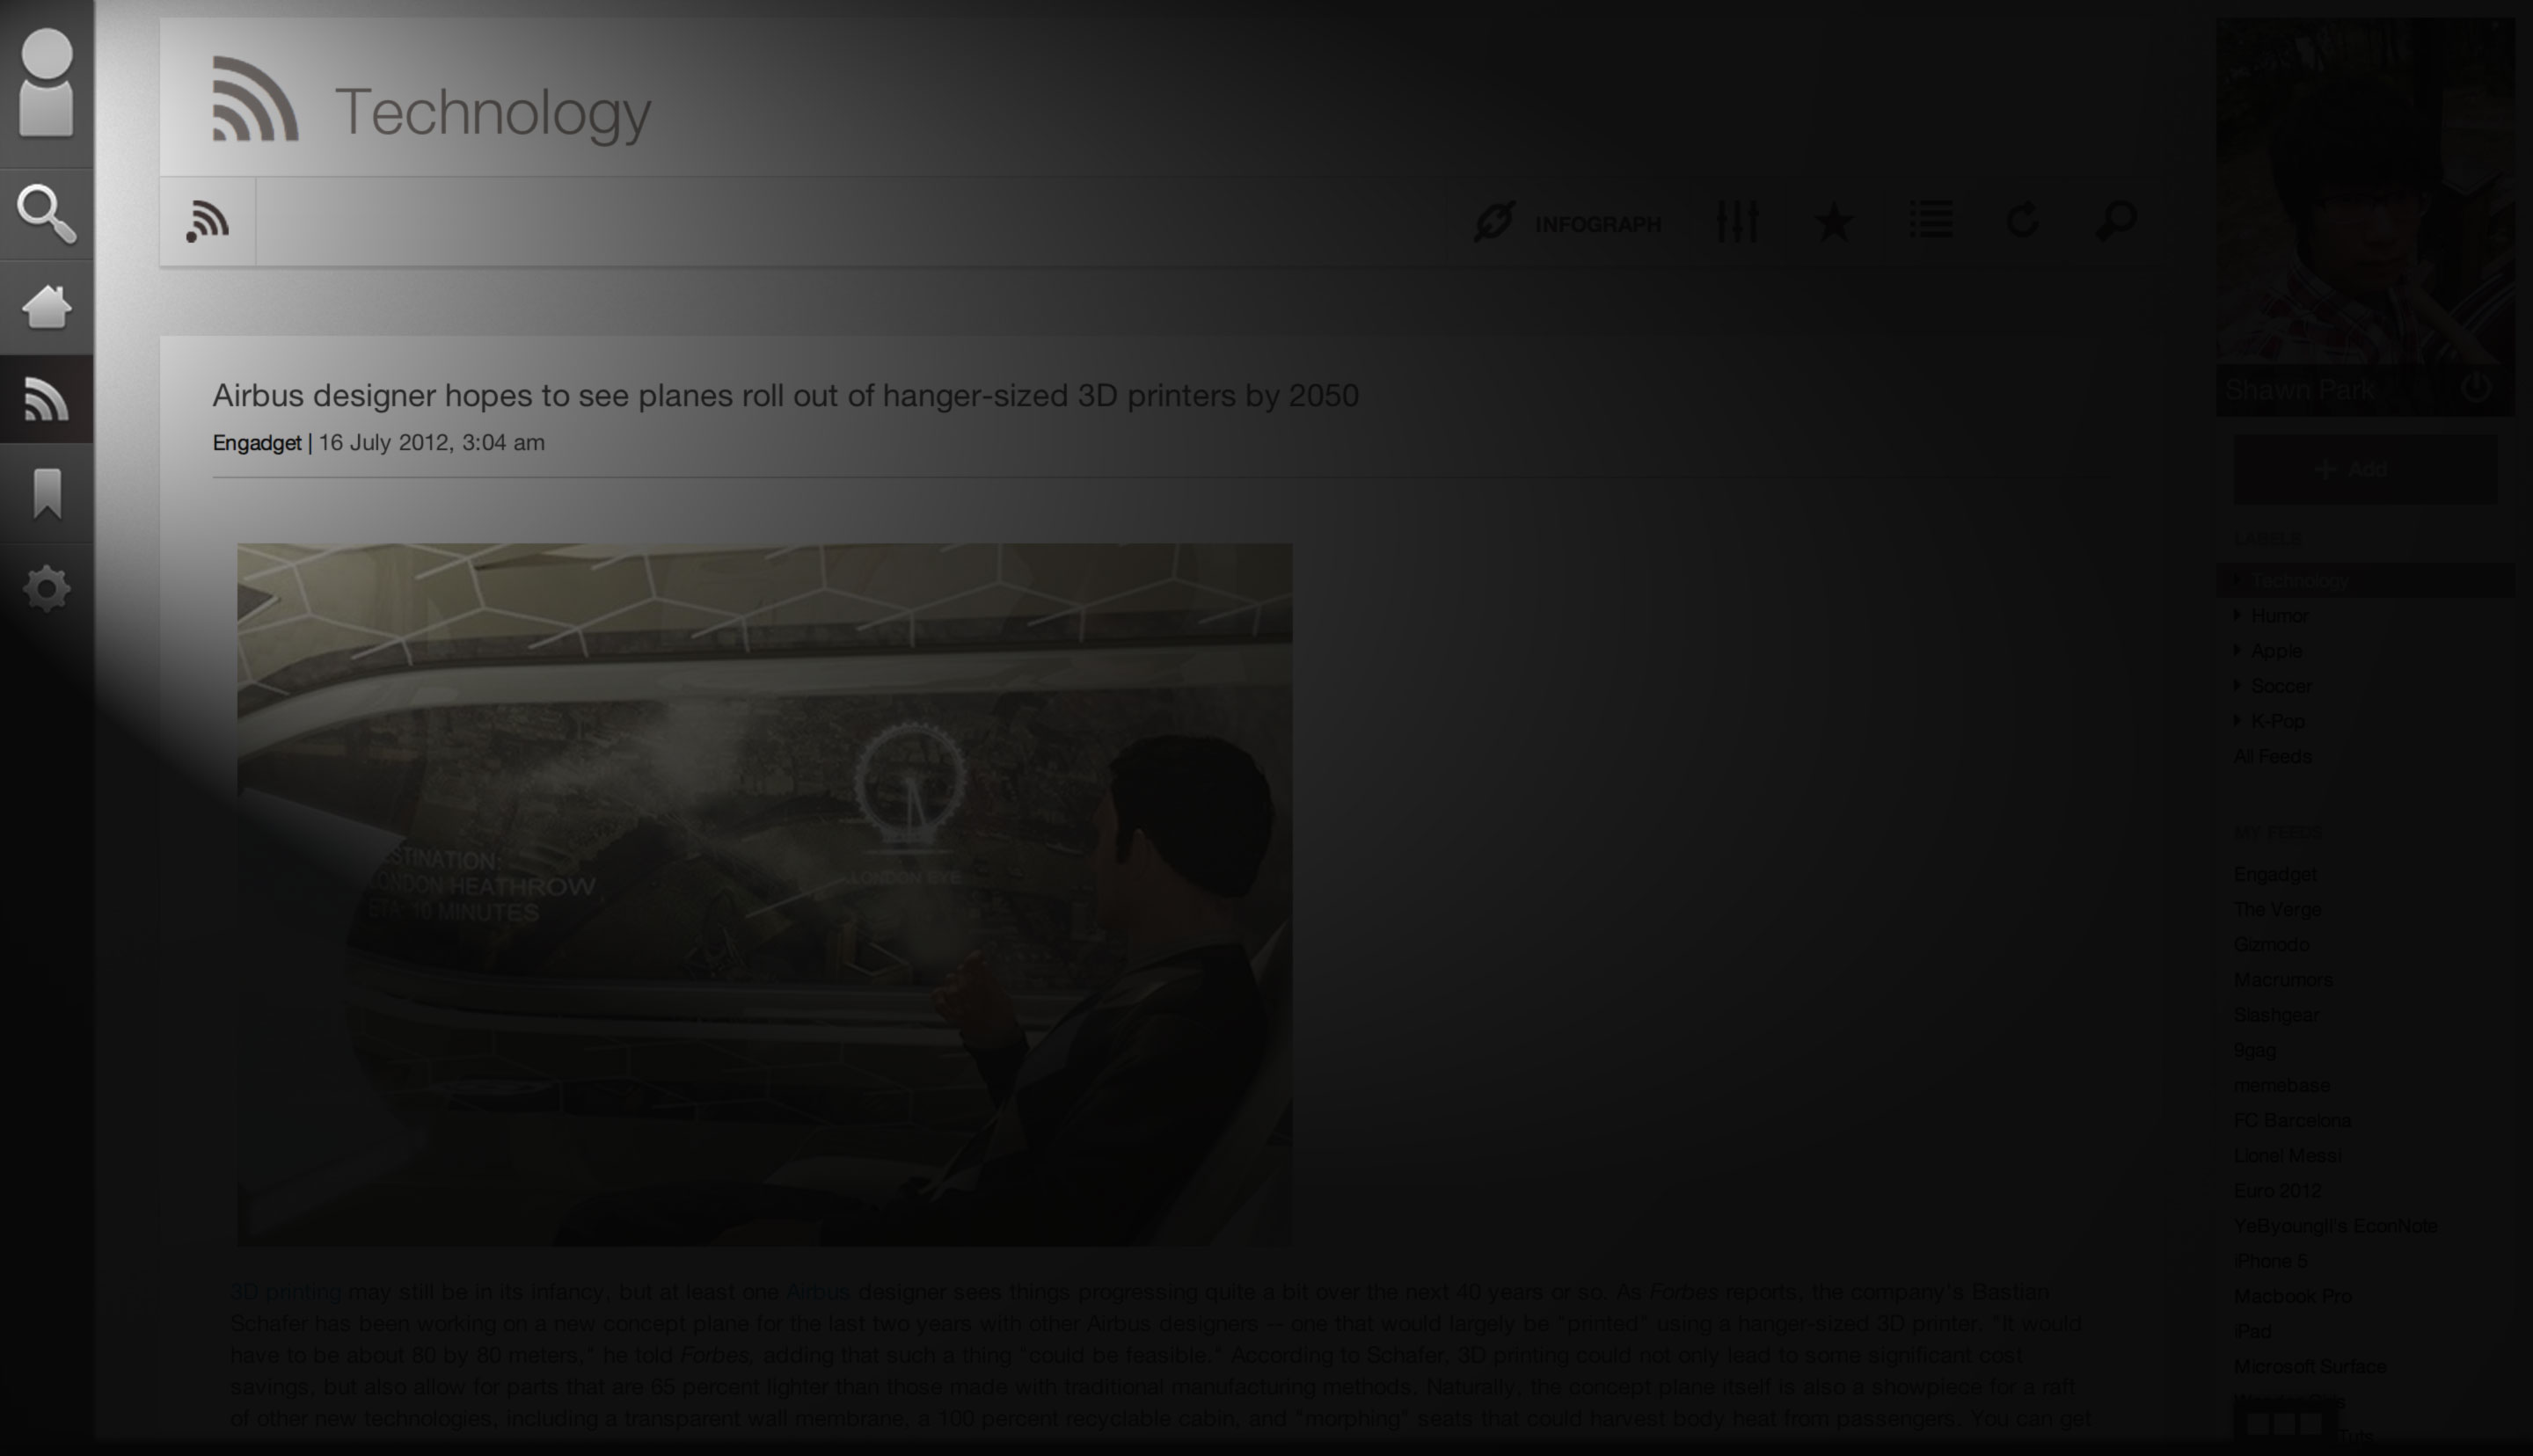 Technology
INFOGRAPH
Airbus designer hopes to see planes roll out of hanger-sized 3D printers by 2050
Engadget | 16 July 2012, 3:04 am
STINATION:
LONDON HEATHROW
ETA: 10 MINUTES
LONDON EYE
3D printing may still be in its infancy, but at least one Airbus designer sees things progressing quite a bit over the next 40 years or so. As Forbes reports, the company's Bastian
Schafer has been working on a new concept plane for the last two years with other Airbus designers — one that would largely be "printed" using a hanger-sized 3D printer. "It would
have to be about 80 by 80 meters," he told Forbes, adding that such a thing "could be feasible." According to Schafer, 3D printing could not only lead to some significant cost
savings, but also allow for parts that are 65 percent lighter than those made with traditional manufacturing methods. Naturally, the concept plane itself is also a showpiece for a raft
of other new technologies, including a transparent wall membrane, a 100 percent recyclable cabin, and "morphing" seats that could harvest body heat from passengers. You can get
Shawn Park
Add
LABELS
Technology
Humor
Apple
Soccer
K-Pop
All Feeds
MY FEEDS
Engadget
The Verge
Gizmodo
Macrumors
Slashgear
9gag
memebase
FC Barcelona
Lionel Messi
Euro 2012
YeByoungil's EconNote
iPhone 5
Macbook Pro
iPad
Microsoft Surface
Tuts